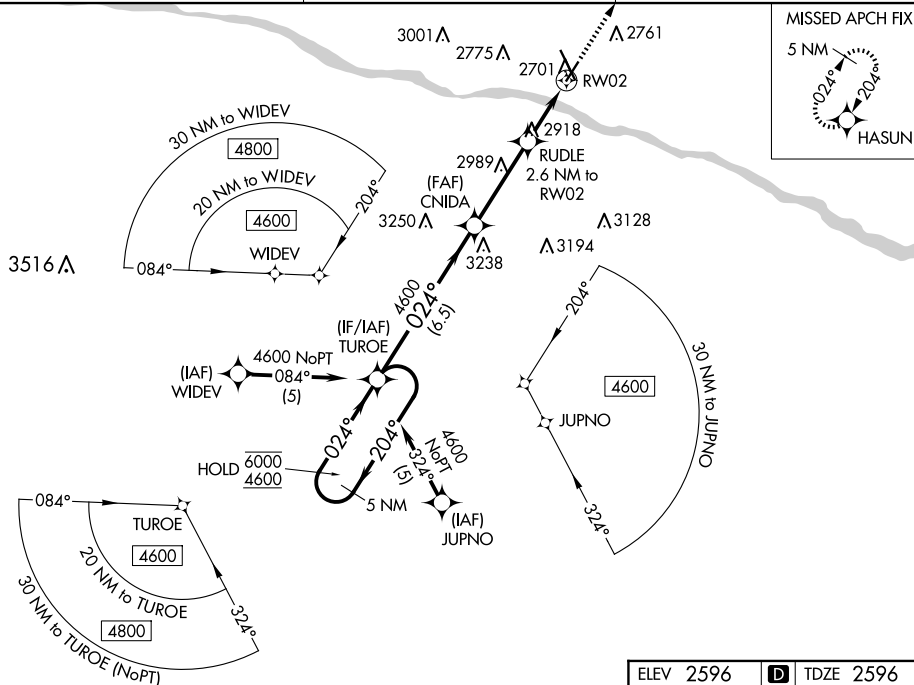 MISSED APCH FIX
5 NM
024°
204°
HASUN
3001
2775
2761
2701
RW02
2918
RUDLE
2.6 NM to
RW02
2989
(FAF)
CNIDA
3250
3238
3194
3128
3516
30 NM to WIDEV
4800
20 NM to WIDEV
4600
204°
WIDEV
084°
4600
024°
(6.5)
(IF/IAF)
TUROE
(IAF)
WIDEV
4600 NoPT
084°
(5)
024°
204°
HOLD
6000
4600
5 NM
4600
NoPT
324°
(5)
(IAF)
JUPNO
204°
4600
30 NM to JUPNO
JUPNO
324°
084°
TUROE
4600
20 NM to TUROE
4800
30 NM to TUROE (NoPT)
324°
ELEV 2596 D TDZE 2596